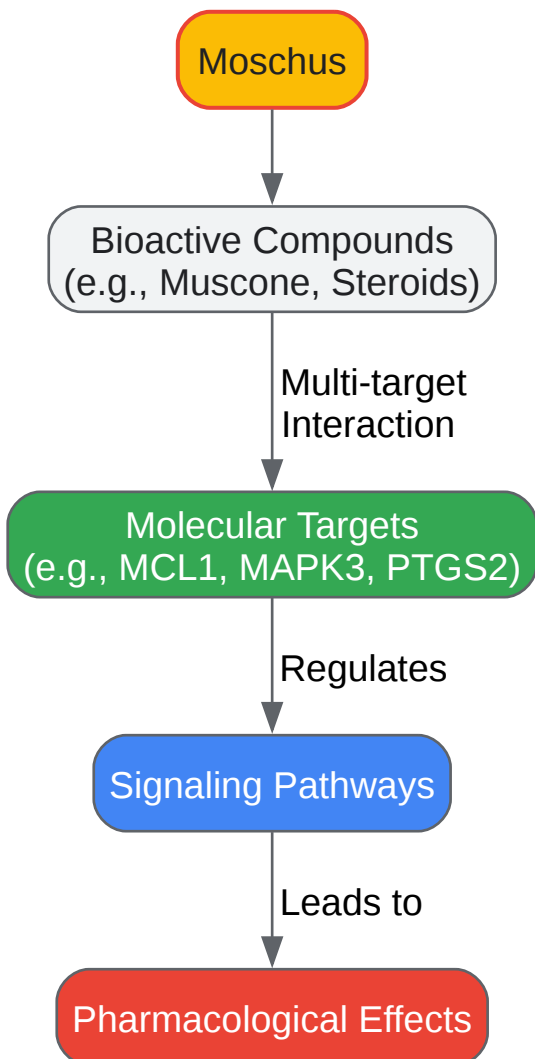 Moschus
Bioactive Compounds
(e.g., Muscone, Steroids)
Multi-target
Interaction
Molecular Targets
(e.g., MCL1, MAPK3, PTGS2)
Regulates
Signaling Pathways
Leads to
Pharmacological Effects